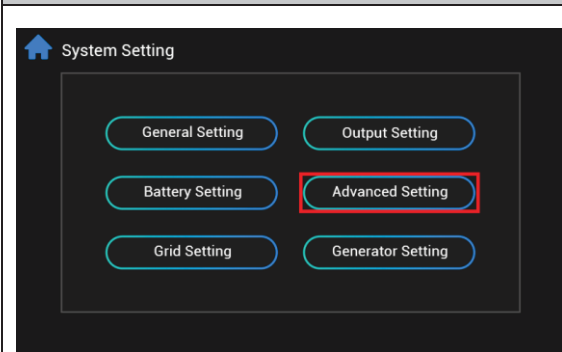 System Setting
General Setting Output Setting
Battery Setting Advanced Setting
Grid Setting Generator Setting